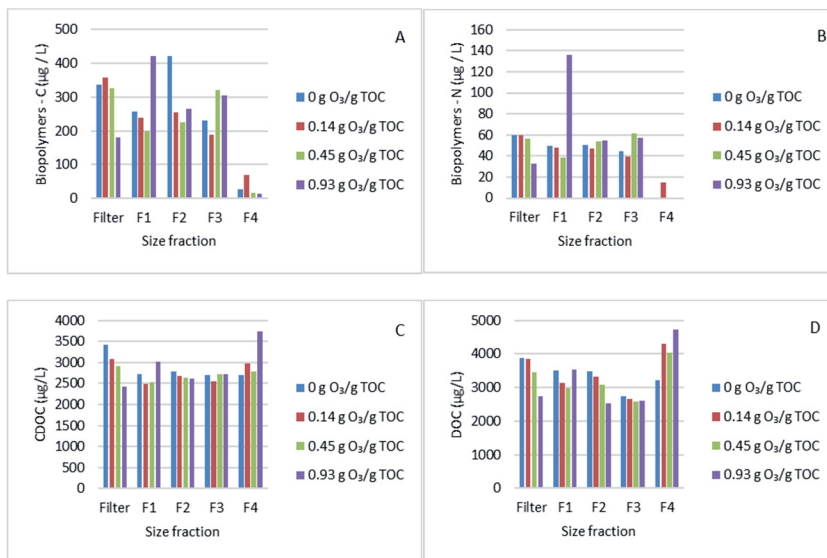 A
Biopolymers - C (µg / L)
500
400
300
200
100
0
Filter F1 F2 F3 F4
Size fraction
0 g O₃/g TOC
0.14 g O₃/g TOC
0.45 g O₃/g TOC
0.93 g O₃/g TOC
B
Biopolymers - N (µg / L)
160
140
120
100
80
60
40
20
0
Filter F1 F2 F3 F4
Size fraction
0 g O₃/g TOC
0.14 g O₃/g TOC
0.45 g O₃/g TOC
0.93 g O₃/g TOC
C
CDOC (µg/L)
4000
3500
3000
2500
2000
1500
1000
500
0
Filter F1 F2 F3 F4
Size fraction
0 g O₃/g TOC
0.14 g O₃/g TOC
0.45 g O₃/g TOC
0.93 g O₃/g TOC
D
DOC (µg/L)
5000
4000
3000
2000
1000
0
Filter F1 F2 F3 F4
Size fraction
0 g O₃/g TOC
0.14 g O₃/g TOC
0.45 g O₃/g TOC
0.93 g O₃/g TOC